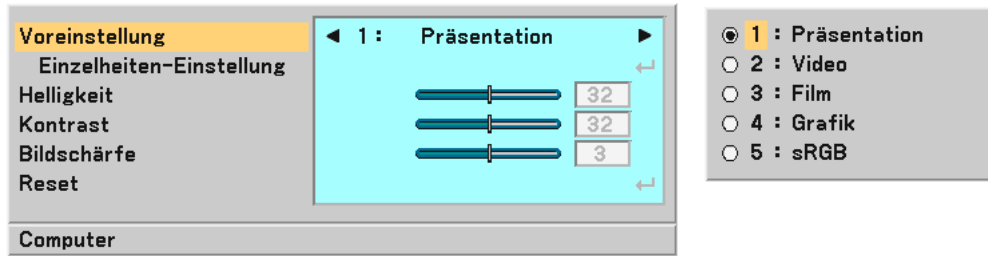 Voreinstellung
◄ 1: Präsentation ►
Einzelheiten-Einstellung
Helligkeit 32
Kontrast 32
Bildschärfe 3
Reset
Computer
1 : Präsentation
2 : Video
3 : Film
4 : Grafik
5 : sRGB